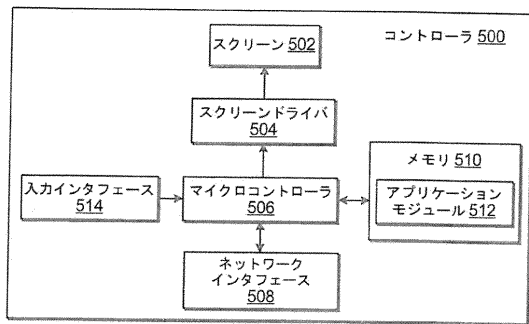 スクリーン 502
コントローラ 500
スクリーンドライバ
504
メモリ 510
アプリケーション
モジュール 512
入力インタフェース
514
マイクロコントローラ
506
ネットワーク
インタフェース
508